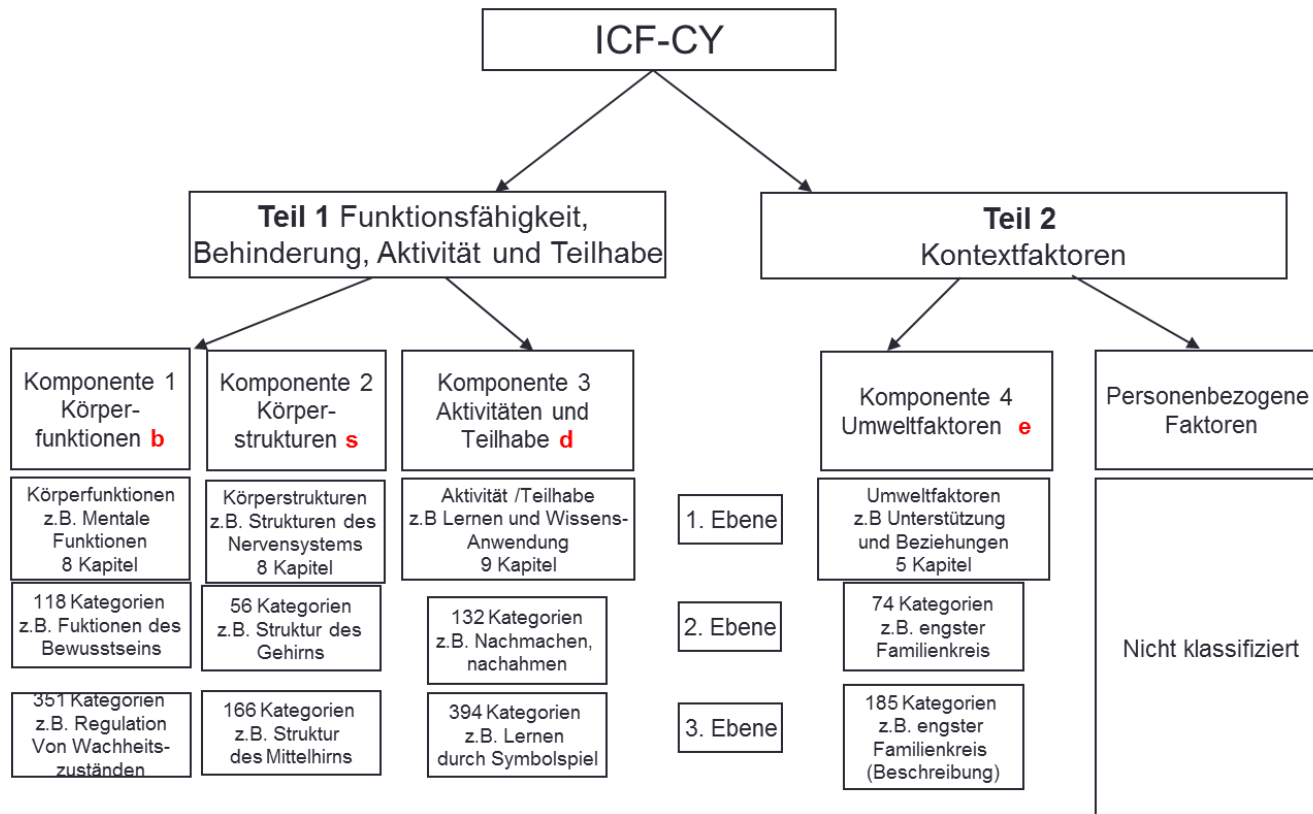 ICF-CY
Teil 1 Funktionsfähigkeit,
Behinderung, Aktivität und Teilhabe
Teil 2
Kontextfaktoren
Komponente 1
Körper-
funktionen b
Komponente 2
Körper-
strukturen s
Komponente 3
Aktivitäten und
Teilhabe d
Komponente 4
Umweltfaktoren e
Personenbezogene
Faktoren
Körperfunktionen
z.B. Mentale
Funktionen
8 Kapitel
Körperstrukturen
z.B. Strukturen des
Nervensystems
8 Kapitel
Aktivität /Teilhabe
z.B Lernen und Wissens-
Anwendung
9 Kapitel
1. Ebene
Umweltfaktoren
z.B Unterstützung
und Beziehungen
5 Kapitel
118 Kategorien
z.B. Fuktionen des
Bewusstseins
56 Kategorien
z.B. Struktur des
Gehirns
132 Kategorien
z.B. Nachmachen,
nachahmen
2. Ebene
74 Kategorien
z.B. engster
Familienkreis
Nicht klassifiziert
351 Kategorien
z.B. Regulation
Von Wachheits-
zuständen
166 Kategorien
z.B. Struktur
des Mittelhirns
394 Kategorien
z.B. Lernen
durch Symbolspiel
3. Ebene
185 Kategorien
z.B. engster
Familienkreis
(Beschreibung)